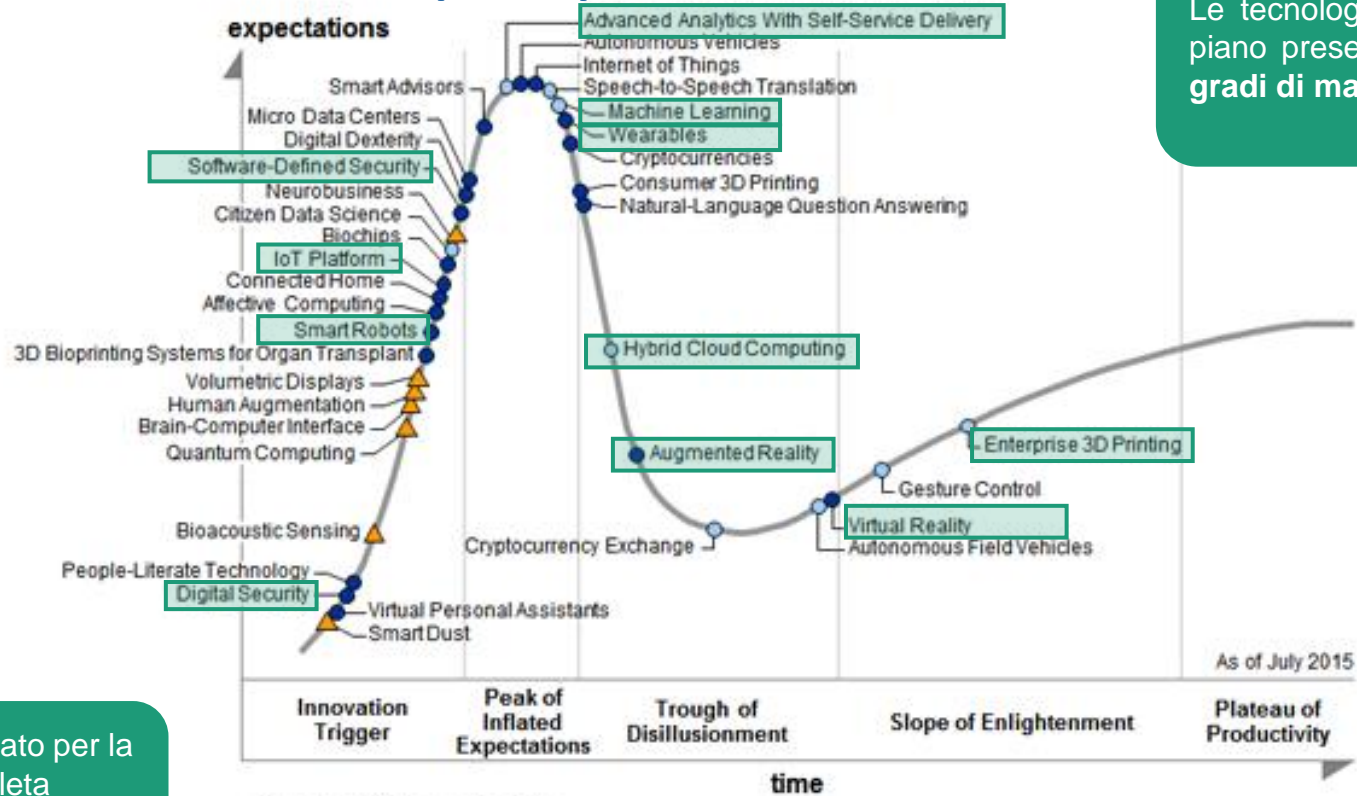 expectations
Le tecnolog
piano prese
gradi di ma
Advanced Analytics With Self-Service Delivery
Autonomous Vehicles
Internet of Things
Speech-to-Speech Translation
Machine Learning
Wearables
Cryptocurrencies
Consumer 3D Printing
Natural-Language Question Answering
Smart Advisors
Micro Data Centers
Digital Dexterity
Software-Defined Security
Neurobusiness
Citizen Data Science
Biochips
IoT Platform
Connected Home
Affective Computing
Smart Robots
3D Bioprinting Systems for Organ Transplant
Volumetric Displays
Human Augmentation
Brain-Computer Interface
Quantum Computing
Bioacoustic Sensing
People-Literate Technology
Digital Security
Virtual Personal Assistants
Smart Dust
Hybrid Cloud Computing
Augmented Reality
Cryptocurrency Exchange
Enterprise 3D Printing
Gesture Control
Virtual Reality
Autonomous Field Vehicles
As of July 2015
Innovation
Trigger
Peak of
Inflated
Expectations
Trough of
Disillusionment
Slope of Enlightenment
Plateau of
Productivity
time
ato per la
leta